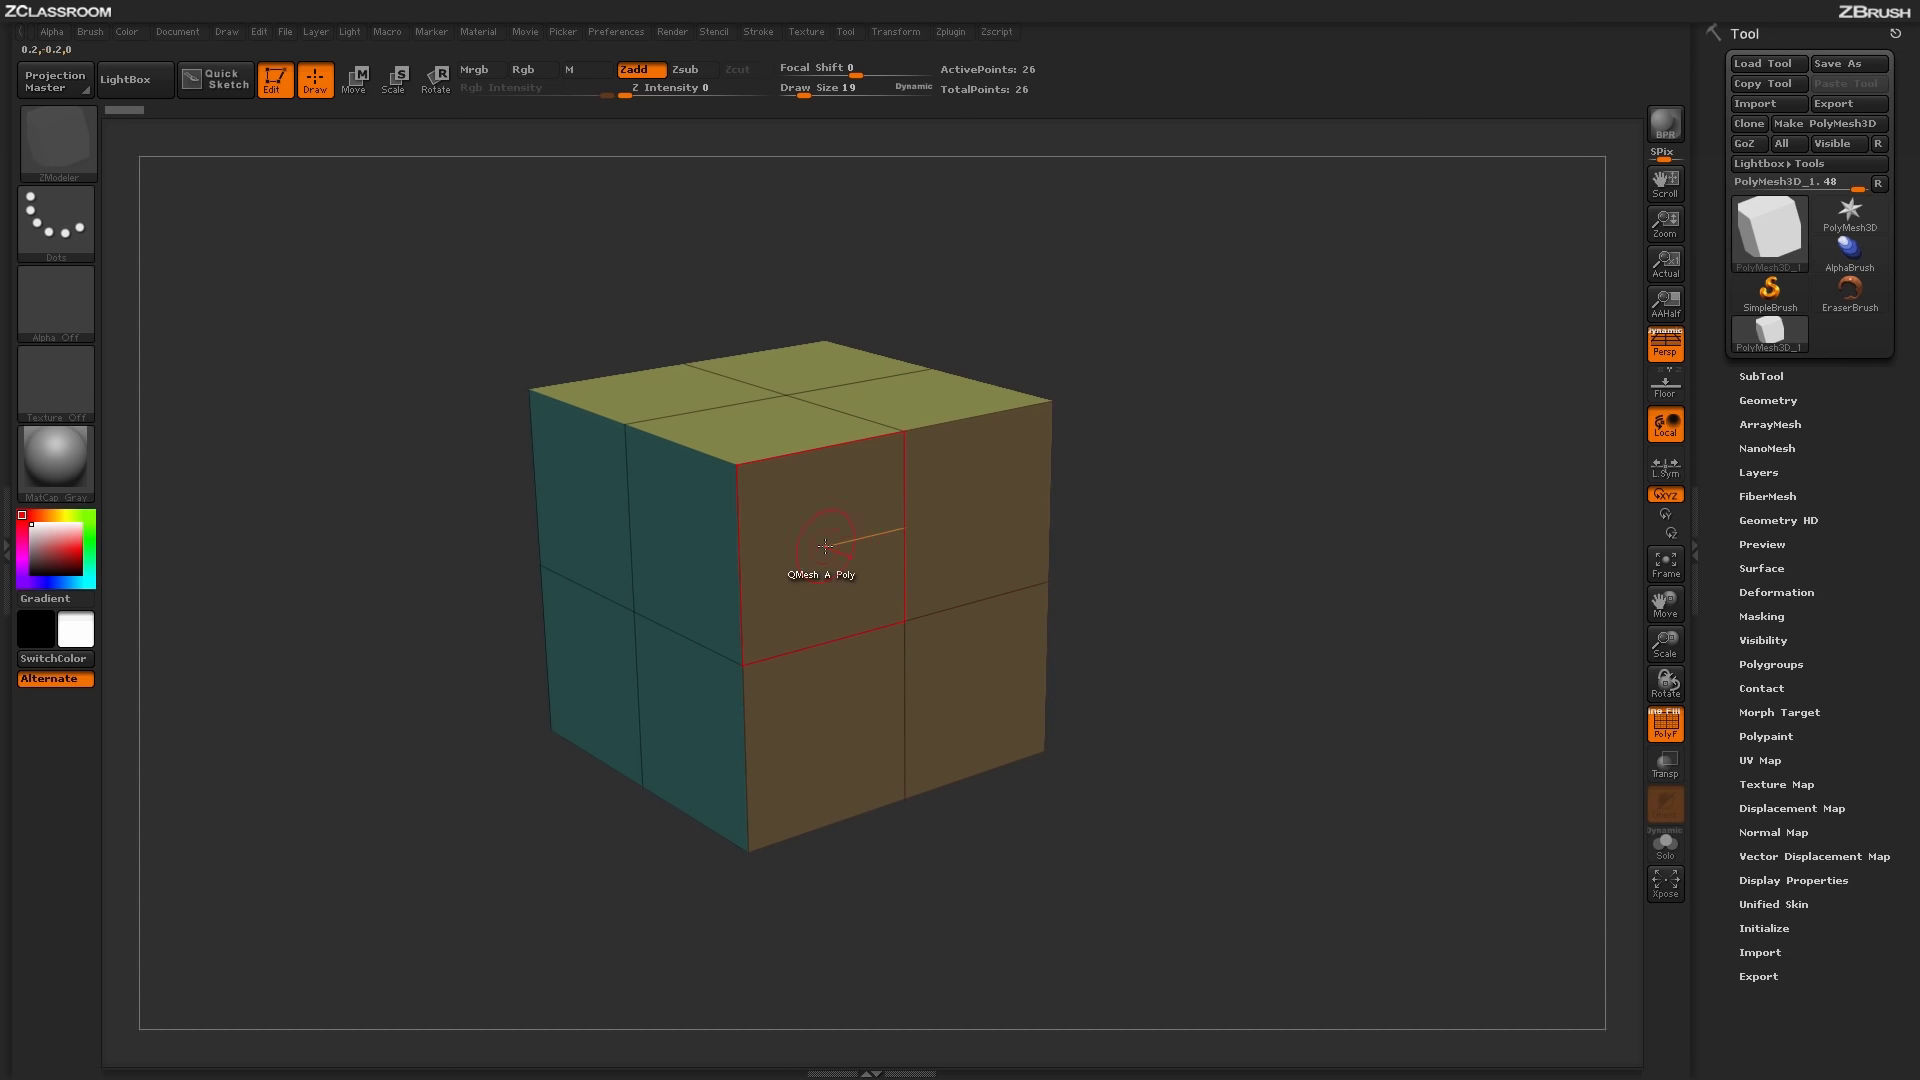 ZCLASSROOM
ZBRUSH
Alpha Brush Color Document Draw Edit File Layer Light Macro Marker Material Movie Picker Preferences Render Stencil Stroke Texture Tool Transform Zplugin Zscript
0.2,-0.2,0
Projection Master
LightBox
Quick Sketch
Edit
Draw
Move
Scale
Rotate
Mrgb Rgb M
Rgb Intensity
Zadd Zsub Zcut
Z Intensity 0
Focal Shift 0
Draw Size 19
Dynamic
ActivePoints: 26
TotalPoints: 26
ZModeler
Dots
Alpha Off
Texture Off
MatCap Gray
Gradient
SwitchColor
Alternate
QMesh A Poly
BPR
SPix
Scroll
Zoom
Actual
AAHalf
Dynamic
Persp
Floor
Local
L.Sym
XYZ
Frame
Move
Scale
Rotate
Line Fill
PolyF
Transp
Dynamic
Solo
Xpose
Tool
Load Tool Save As
Copy Tool Paste Tool
Import Export
Clone Make PolyMesh3D
GoZ All Visible R
Lightbox▸Tools
PolyMesh3D_1. 48 R
PolyMesh3D_1
PolyMesh3D
AlphaBrush
SimpleBrush
EraserBrush
PolyMesh3D_1
SubTool
Geometry
ArrayMesh
NanoMesh
Layers
FiberMesh
Geometry HD
Preview
Surface
Deformation
Masking
Visibility
Polygroups
Contact
Morph Target
Polypaint
UV Map
Texture Map
Displacement Map
Normal Map
Vector Displacement Map
Display Properties
Unified Skin
Initialize
Import
Export